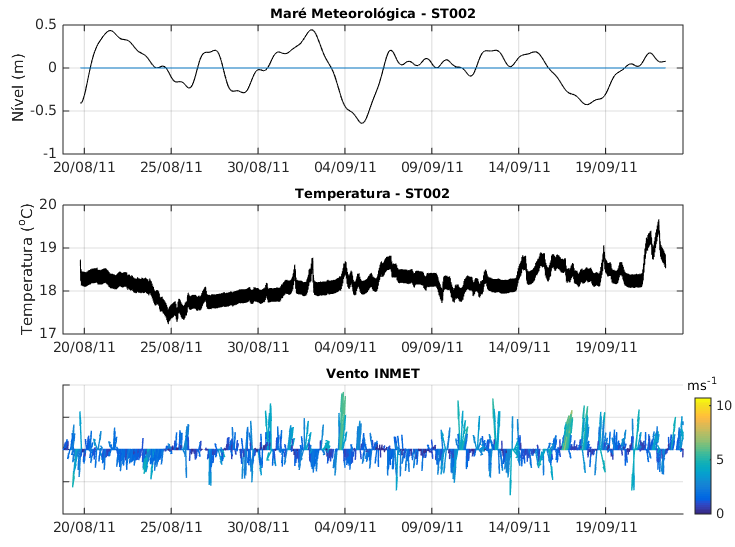 Maré Meteorológica - ST002
Nível (m)
0.5
0
-0.5
-1
20/08/11 25/08/11 30/08/11 04/09/11 09/09/11 14/09/11 19/09/11
Temperatura - ST002
Temperatura (ºC)
20
19
18
17
20/08/11 25/08/11 30/08/11 04/09/11 09/09/11 14/09/11 19/09/11
Vento INMET
ms-1
10
5
0
20/08/11 25/08/11 30/08/11 04/09/11 09/09/11 14/09/11 19/09/11